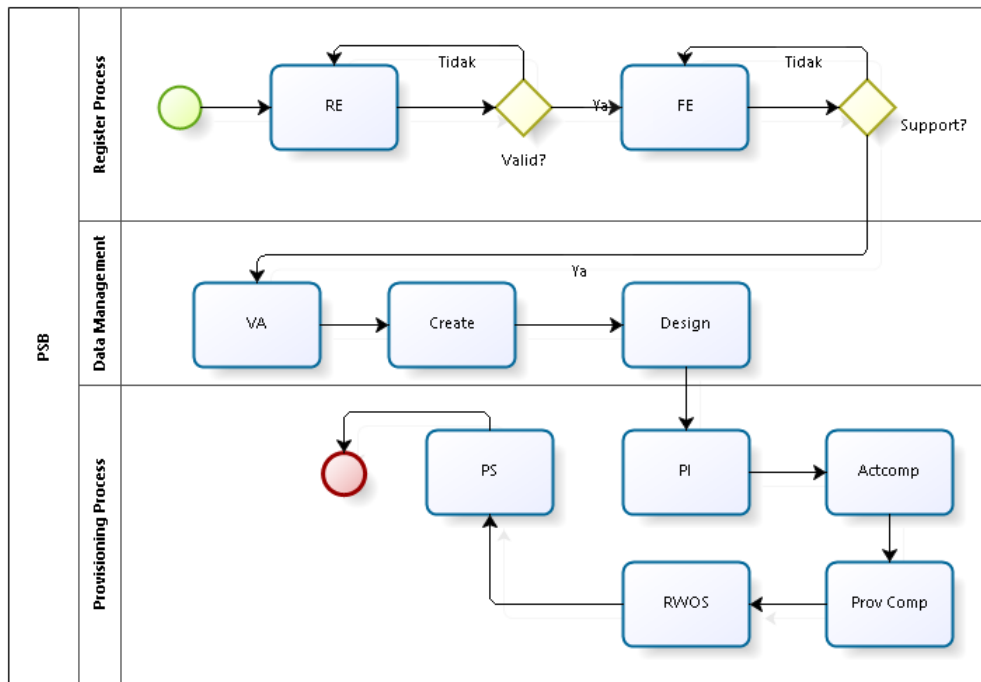 PSB
Register Process
Tidak
RE
Valid?
Ya
Tidak
FE
Support?
Data Management
Ya
VA
Create
Design
Provisioning Process
PS
PI
Actcomp
RWOS
Prov Comp